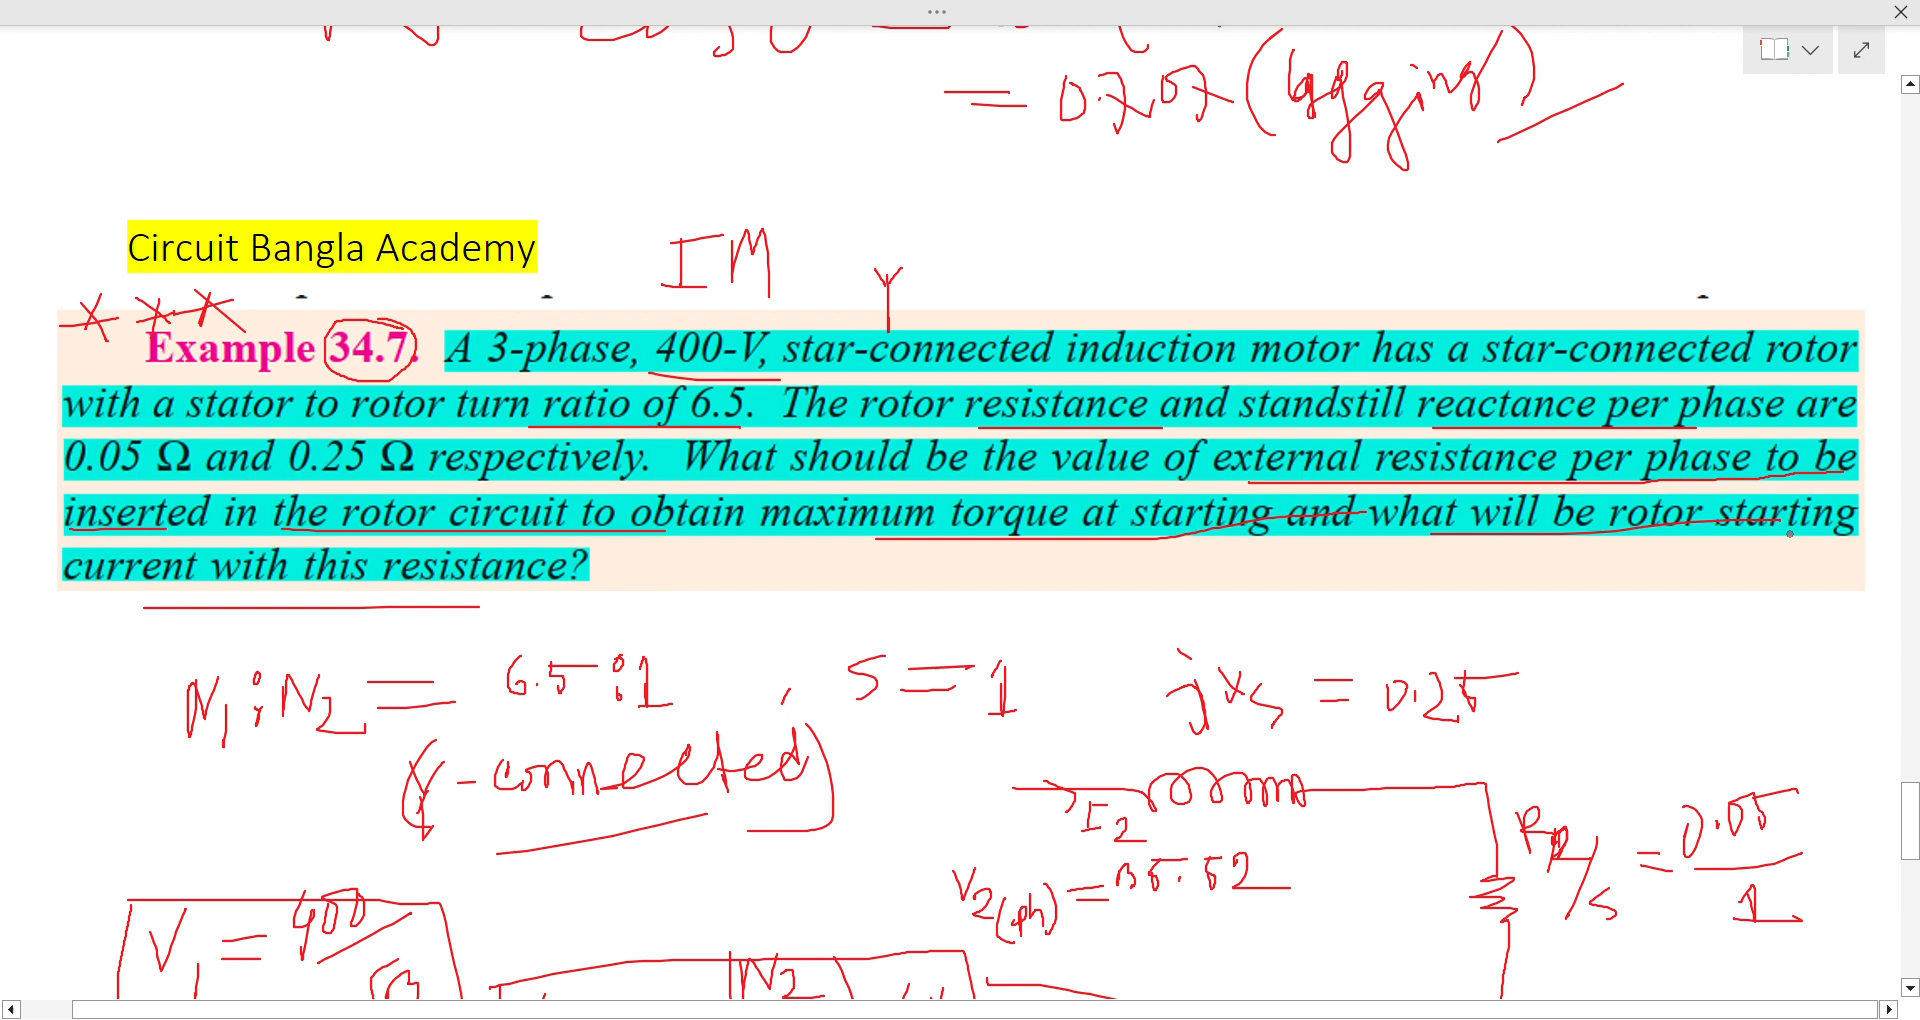 = 0.707 (lagging)
Circuit Bangla Academy
IM
Y
Example 34.7. A 3-phase, 400-V, star-connected induction motor has a star-connected rotor
with a stator to rotor turn ratio of 6.5. The rotor resistance and standstill reactance per phase are
0.05 Ω and 0.25 Ω respectively. What should be the value of external resistance per phase to be
inserted in the rotor circuit to obtain maximum torque at starting and what will be rotor starting
current with this resistance?
N1 : N2 = 6.5 : 1 , S = 1 jxs = 0.25
(Y - connected)
I2
V2(ph) = 35.52
RR/S = 0.05/1
V1 = 400
√3
N2